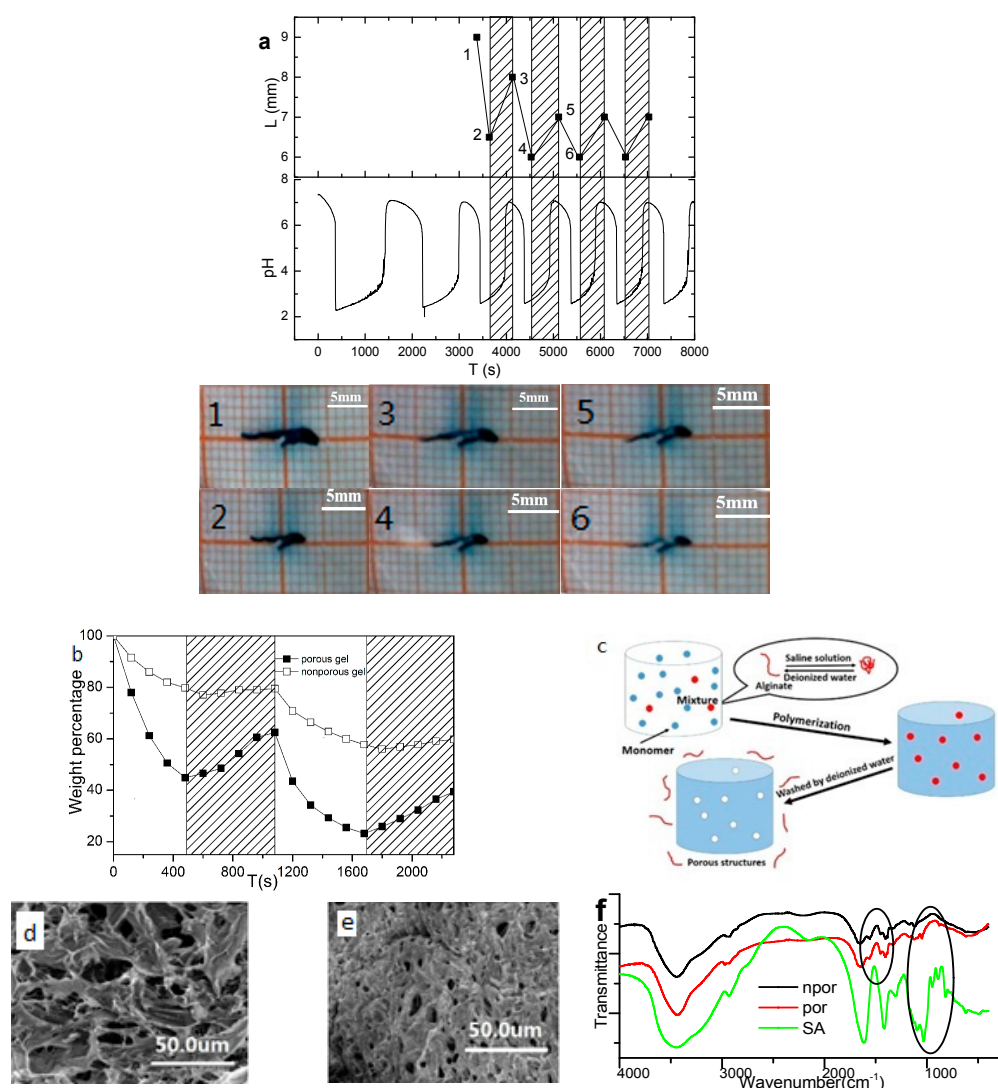 a
9
8
7
6
L (mm)
1
2
3
4
5
6
8
7
6
4
2
pH
0 1000 2000 3000 4000 5000 6000 7000 8000
T (s)
1
5mm
3
5mm
5
5mm
2
5mm
4
5mm
6
5mm
b
100
80
60
40
20
Weight percentage
porous gel
nonporous gel
0 400 800 1200 1600 2000
T(s)
c
Saline solution
Deionized water
Alginate
Mixture
Monomer
Polymerization
Washed by deionized water
Porous structures
d
50.0um
e
50.0um
f
Transmittance
npor
por
SA
4000 3000 2000 1000
Wavenumber(cm⁻¹)